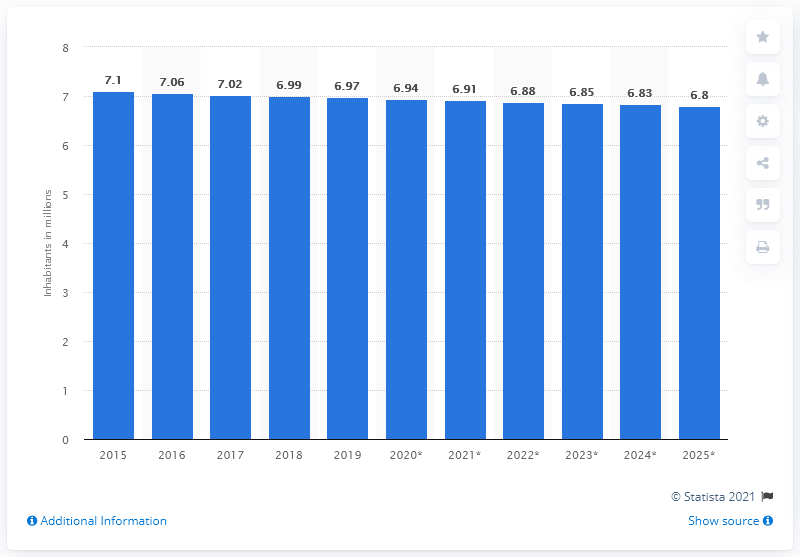 8
7
6
5
4
3
2
1
0
Inhabitants in millions
7.1 7.06 7.02 6.99 6.97 6.94 6.91 6.88 6.85 6.83 6.8
2015 2016 2017 2018 2019 2020* 2021* 2022* 2023* 2024* 2025*
© Statista 2021
Additional Information
Show source